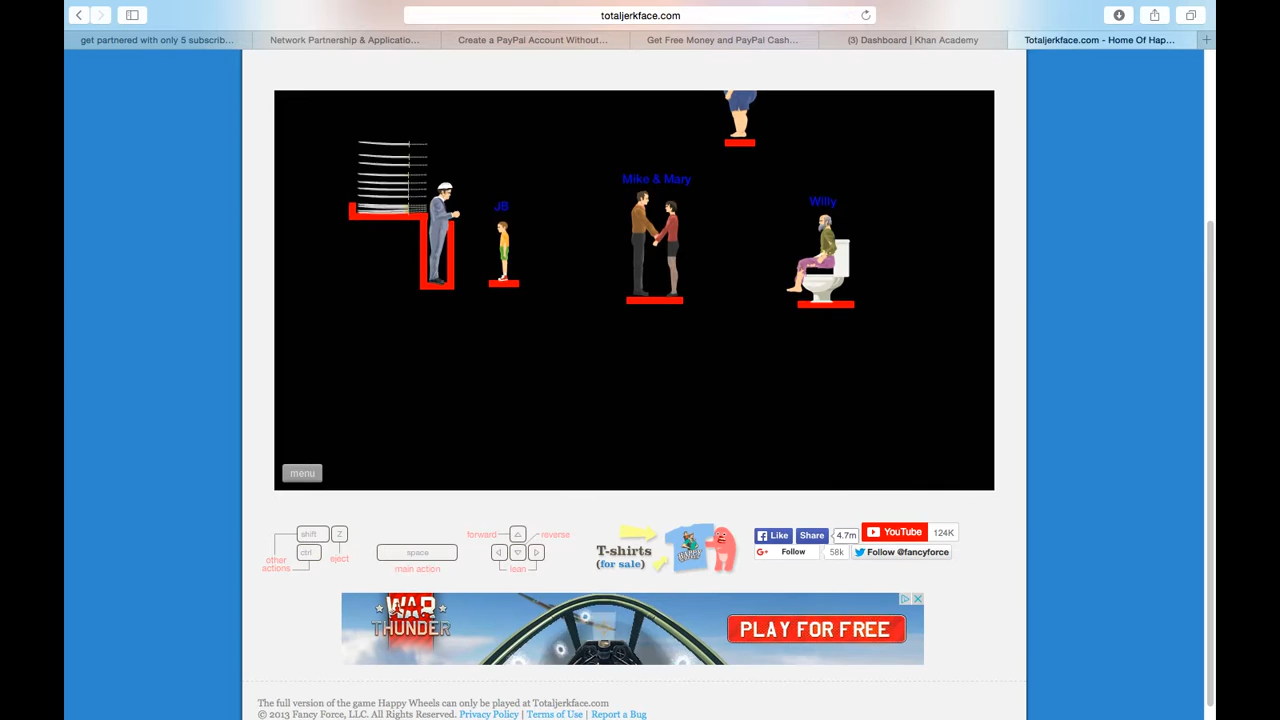 totaljerkface.com
get partnered with only 5 subscrib...
Network Partnership & Applicatio...
Create a PayPal Account Without...
Get Free Money and PayPal Cash...
(3) Dashboard | Khan Academy
Totaljerkface.com - Home Of Hap...
Mike & Mary
Willy
JB
menu
shift Z
ctrl
other actions
eject
space
main action
forward reverse
lean
T-shirts
(for sale)
Like Share 4.7m YouTube 124K
Follow 58k Follow @fancyforce
WAR
THUNDER
PLAY FOR FREE
The full version of the game Happy Wheels can only be played at Totaljerkface.com
© 2013 Fancy Force, LLC. All Rights Reserved. Privacy Policy | Terms of Use | Report a Bug